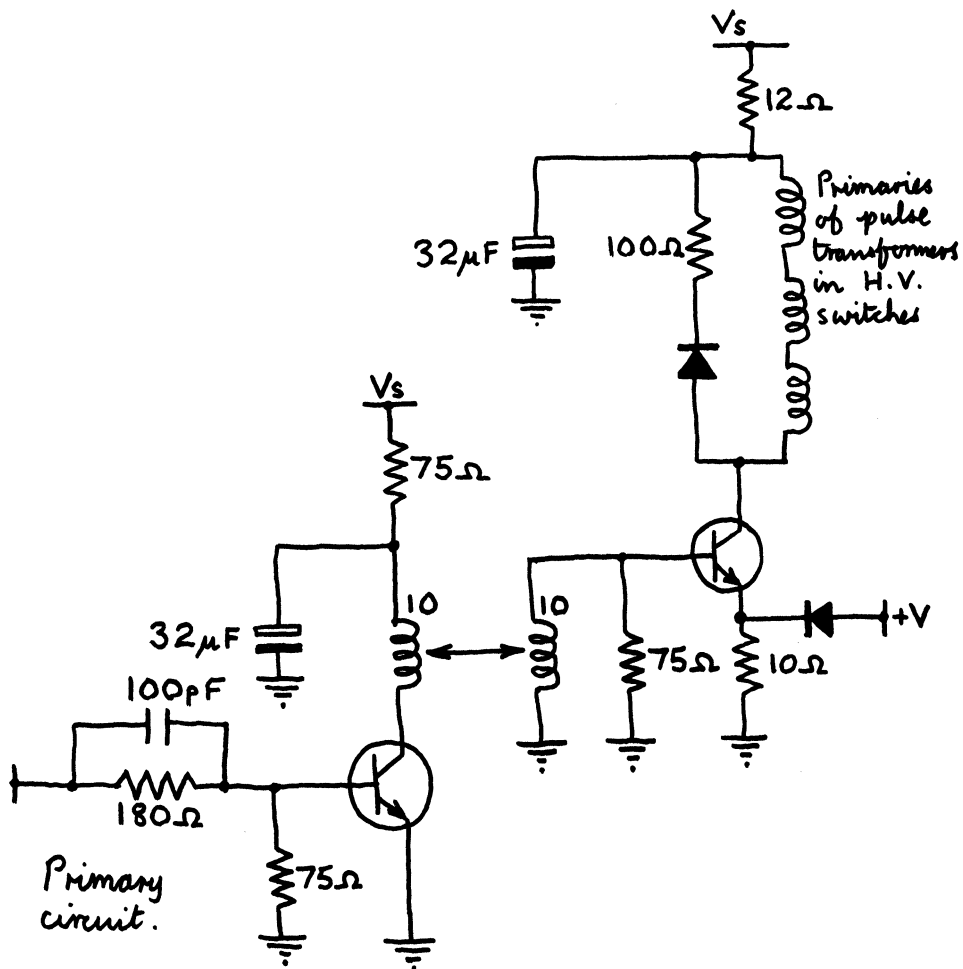 Vs
12Ω
Primaries
of pulse
transformers
in H.V.
switches
32μF
100Ω
Vs
75Ω
10
10
32μF
75Ω
10Ω
+V
100pF
180Ω
75Ω
Primary
circuit.